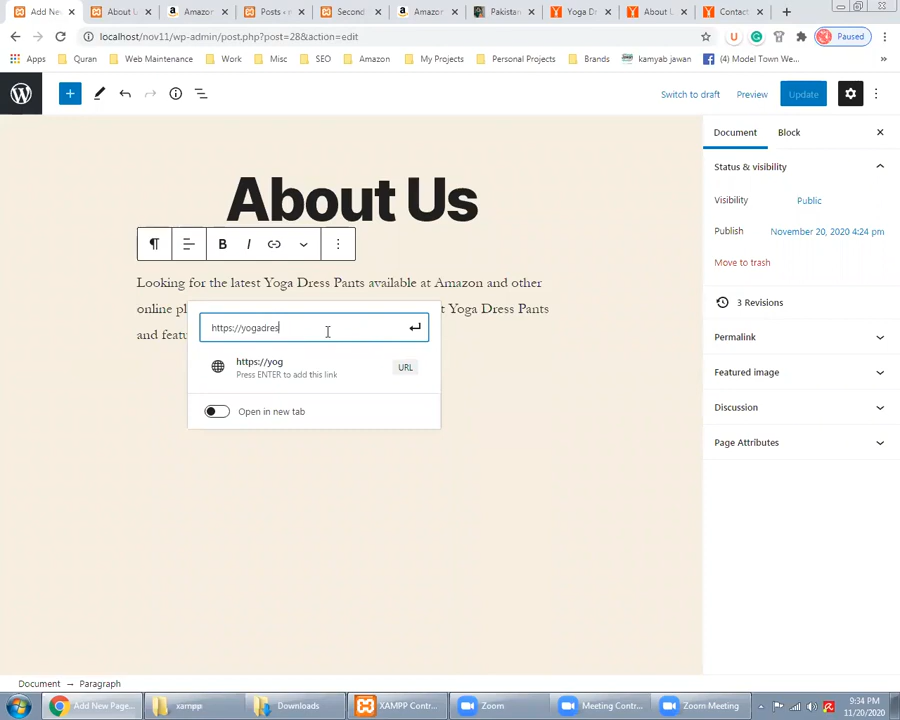 Add Ne
About U
Amazon
Posts ‹ n
Second
Amazon
Pakistan
Yoga D
About U
Contact
localhost/nov11/wp-admin/post.php?post=28&action=edit
Paused
Apps
Quran
Web Maintenance
Work
Misc
SEO
Amazon
My Projects
Personal Projects
Brands
kamyab jawan
(4) Model Town We...
»
Switch to draft
Preview
Update
Document
Block
About Us
Status & visibility
Visibility
Public
Publish
November 20, 2020 4:24 pm
Move to trash
3 Revisions
Permalink
Featured image
Discussion
Page Attributes
B I
Looking for the latest Yoga Dress Pants available at Amazon and other
online pl t Yoga Dress Pants
and featu
https://yogadres
https://yog
Press ENTER to add this link
URL
Open in new tab
Document → Paragraph
Add New Page...
xampp
Downloads
XAMPP Contr...
Zoom
Meeting Contr...
Zoom Meeting
9:34 PM
11/20/2020